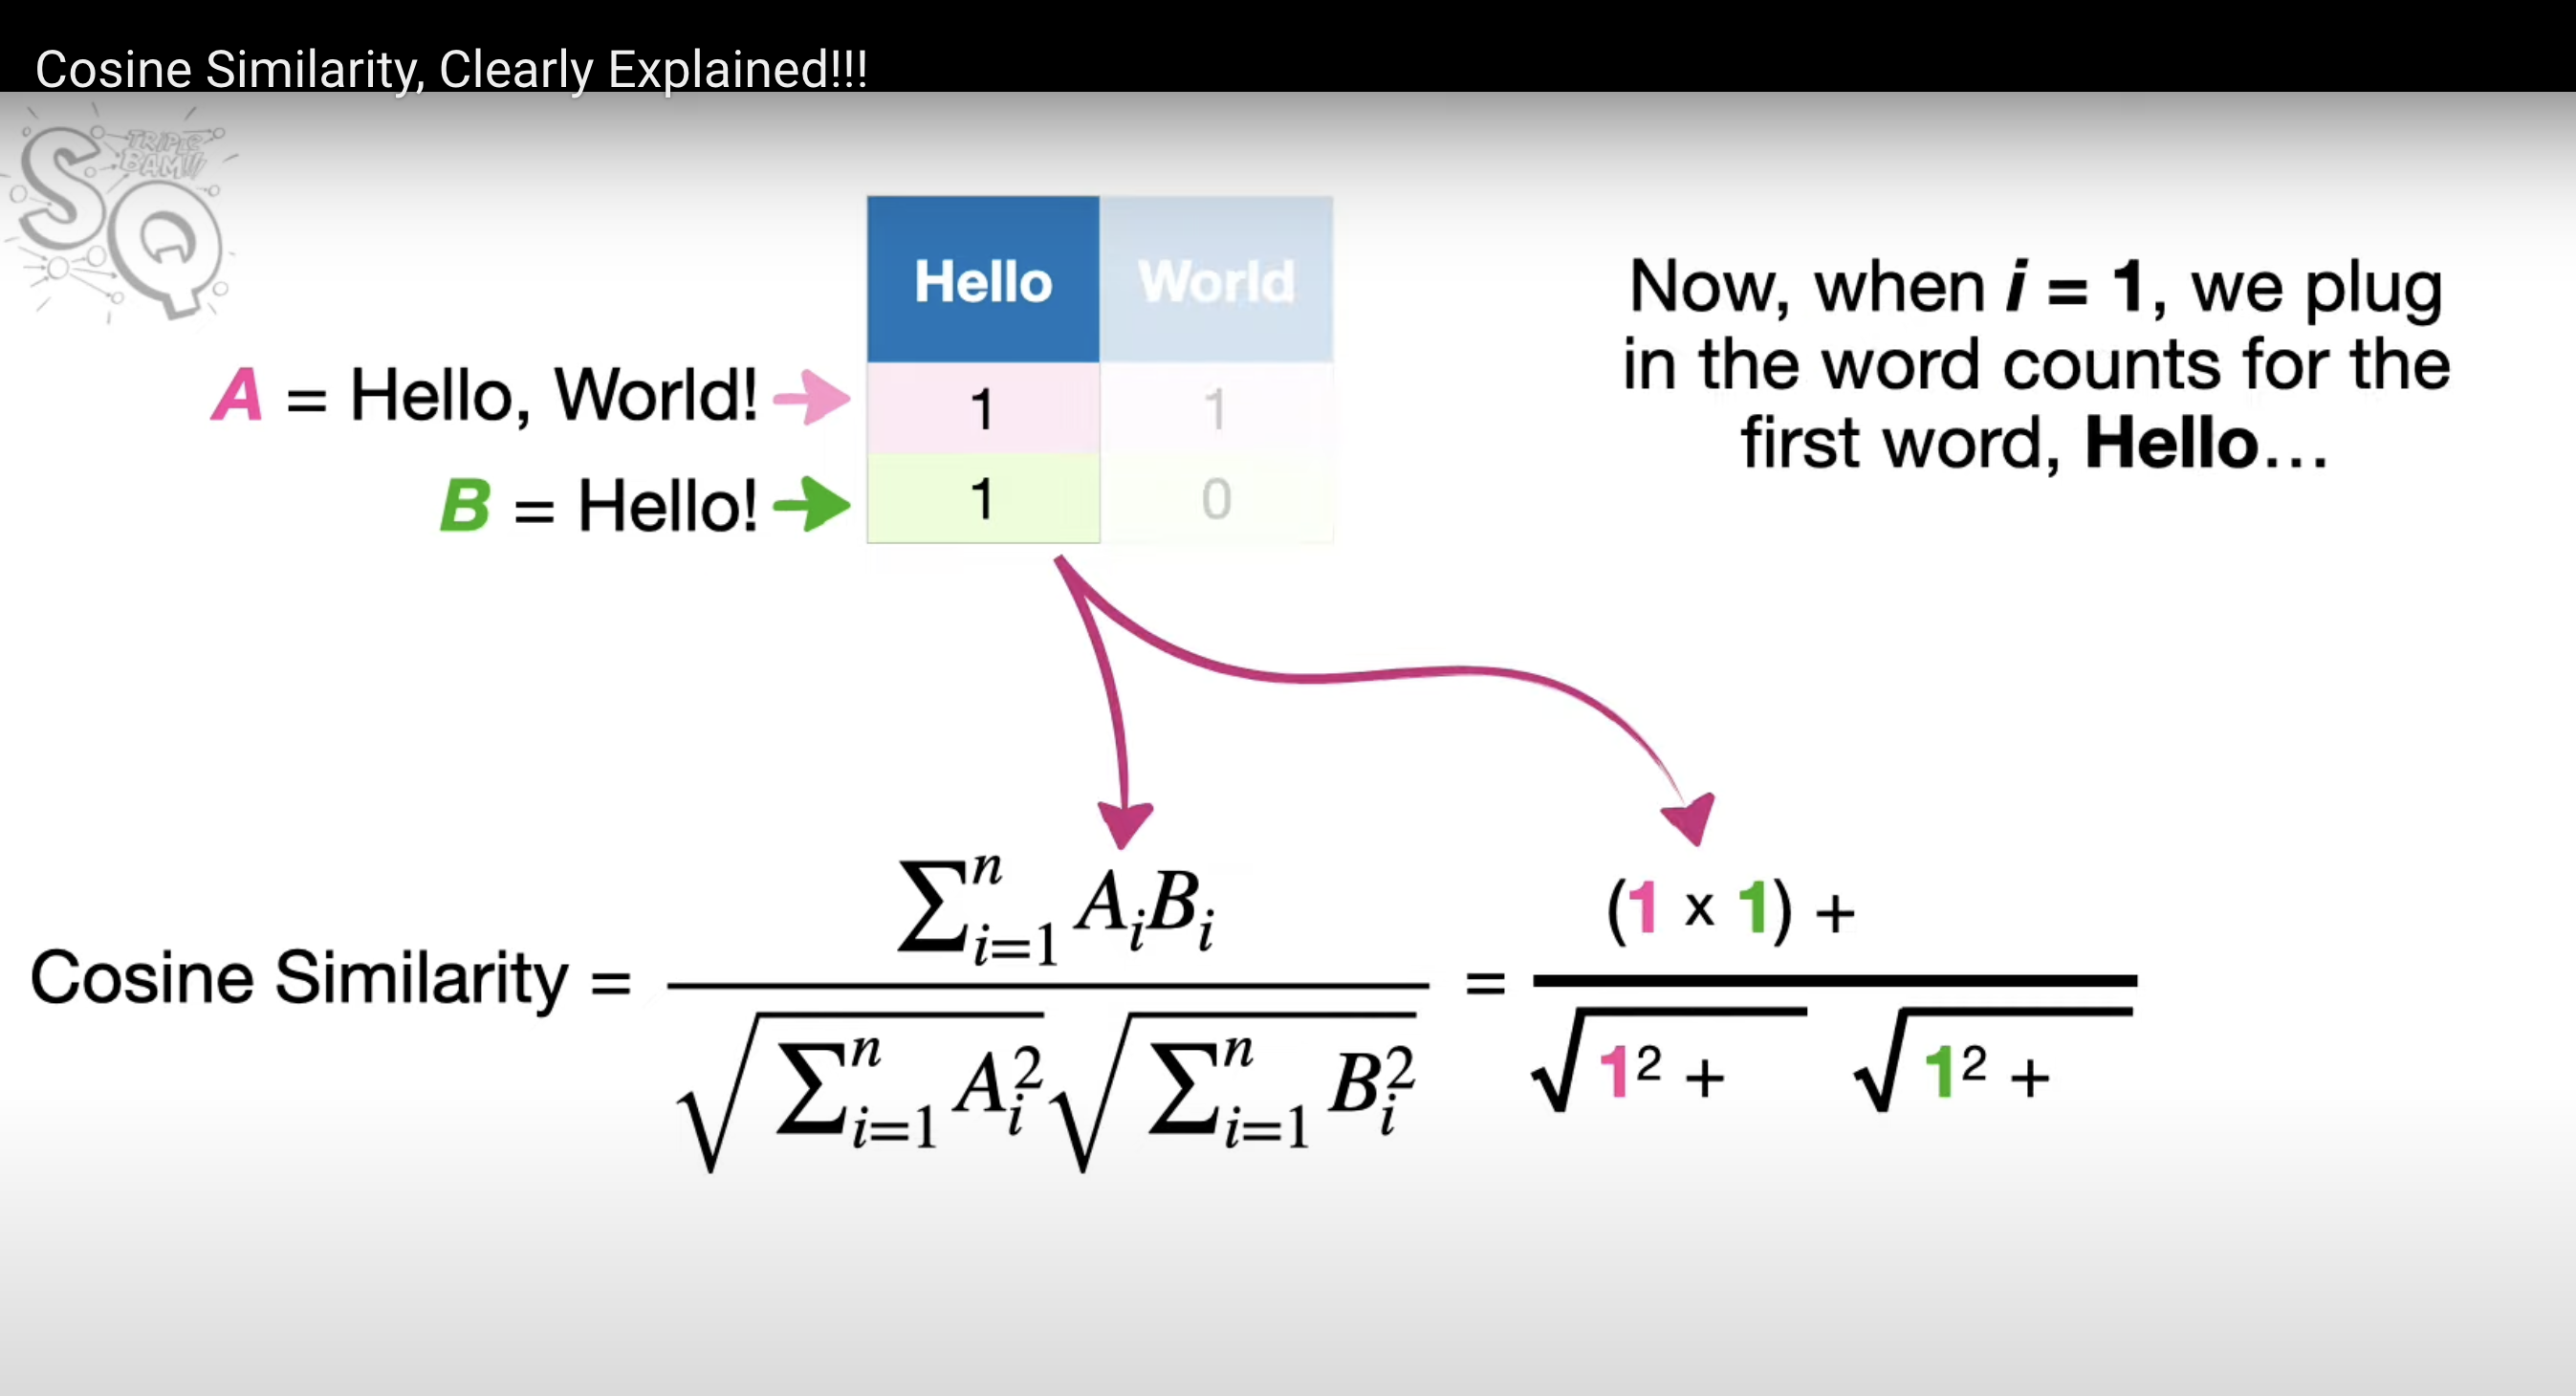 Cosine Similarity, Clearly Explained!!!
SQ
TRIPLE
BAM!!!
Hello World
Now, when i = 1, we plug
in the word counts for the
first word, Hello...
A = Hello, World! 1 1
B = Hello! 1 0
Cosine Similarity = \frac{\sum_{i=1}^{n} A_i B_i}{\sqrt{\sum_{i=1}^{n} A_i^2} \sqrt{\sum_{i=1}^{n} B_i^2}} = \frac{(1 x 1) +}{\sqrt{1^2 +} \sqrt{1^2 +}}